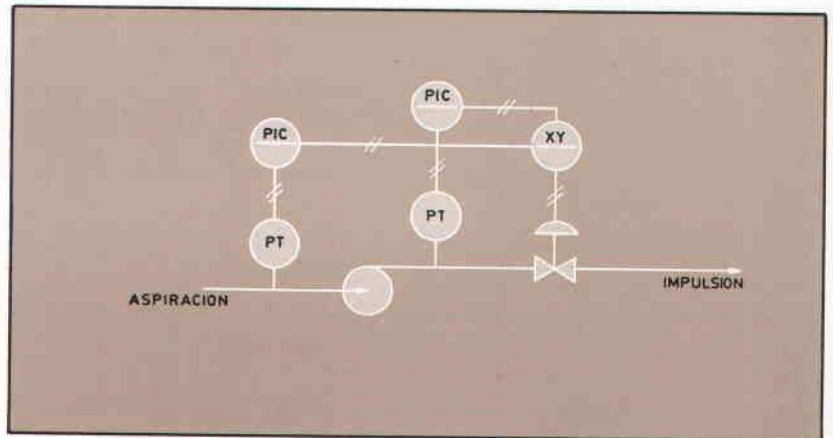 PIC
PIC
XY
PT
PT
ASPIRACION
IMPULSION